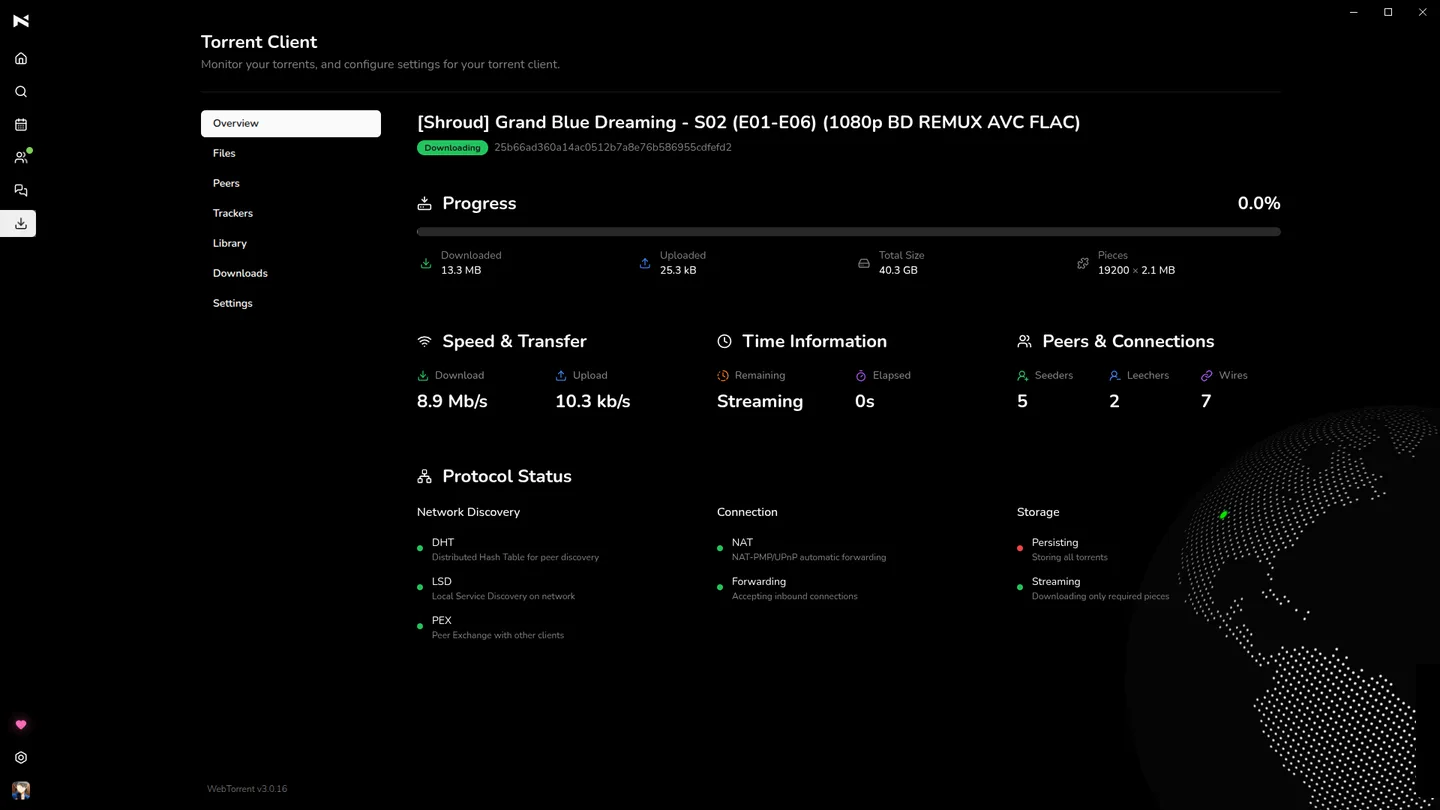 Torrent Client
Monitor your torrents, and configure settings for your torrent client.
Overview
Files
Peers
Trackers
Library
Downloads
Settings
[Shroud] Grand Blue Dreaming - S02 (E01-E06) (1080p BD REMUX AVC FLAC)
Downloading 25b66ad360a14ac0512b7a8e76b586955cdfefd2
Progress 0.0%
Downloaded
13.3 MB
Uploaded
25.3 kB
Total Size
40.3 GB
Pieces
19200 × 2.1 MB
Speed & Transfer
Download
8.9 Mb/s
Upload
10.3 kb/s
Time Information
Remaining
Streaming
Elapsed
0s
Peers & Connections
Seeders
5
Leechers
2
Wires
7
Protocol Status
Network Discovery
DHT
Distributed Hash Table for peer discovery
LSD
Local Service Discovery on network
PEX
Peer Exchange with other clients
Connection
NAT
NAT-PMP/UPnP automatic forwarding
Forwarding
Accepting inbound connections
Storage
Persisting
Storing all torrents
Streaming
Downloading only required pieces
WebTorrent v3.0.16